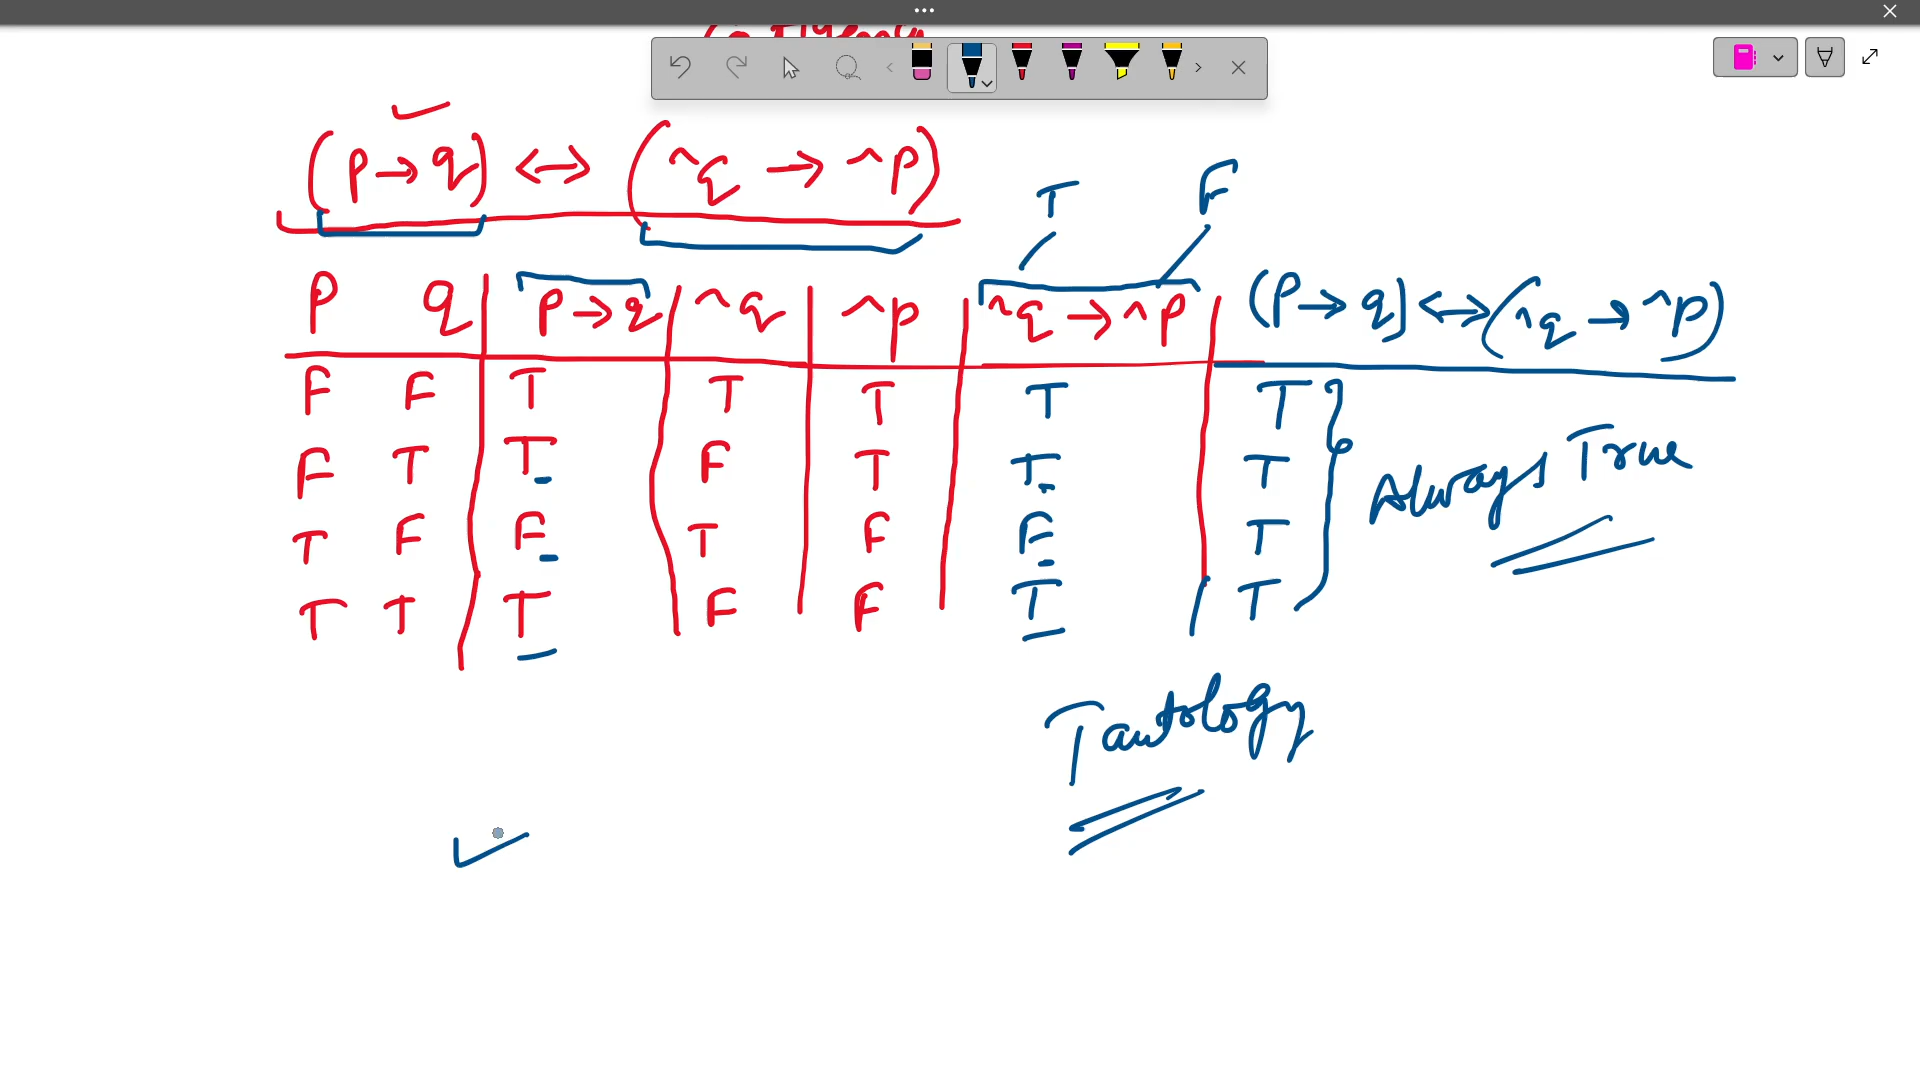 (p → q) <-> (~q → ~p)
T F
p q p → q ~q ~p ~q → ~p (p → q) <-> (~q → ~p)
F F T T T T T
F T T F T T T
T F F T F F T
T T T F F T T
Always True
Tautology